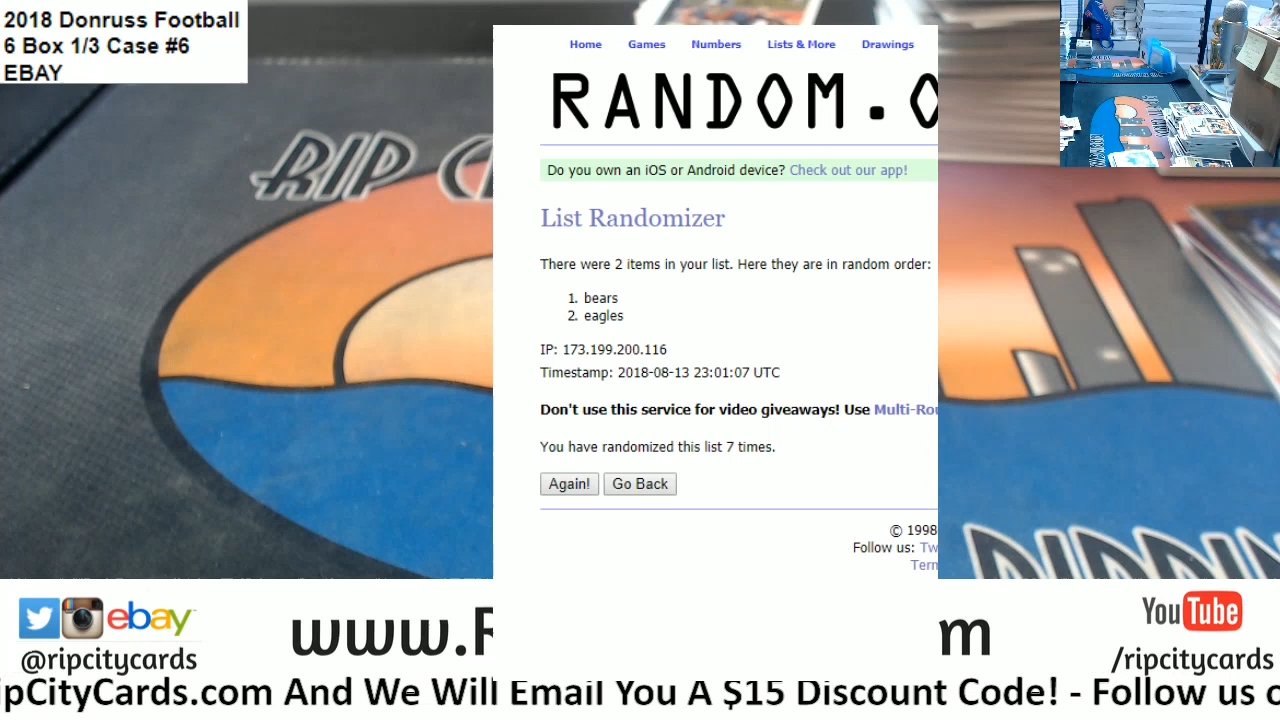 2018 Donruss Football
6 Box 1/3 Case #6
EBAY
RIP
Home Games Numbers Lists & More Drawings
RANDOM.O
Do you own an iOS or Android device? Check out our app!
List Randomizer
There were 2 items in your list. Here they are in random order:
1. bears
2. eagles
IP: 173.199.200.116
Timestamp: 2018-08-13 23:01:07 UTC
Don't use this service for video giveaways! Use Multi-Rou
You have randomized this list 7 times.
Again! Go Back
© 1998
Follow us: Tw
Term
ebay
www.R
m
YouTube
@ripcitycards
/ripcitycards
ipCityCards.com And We Will Email You A $15 Discount Code! - Follow us o